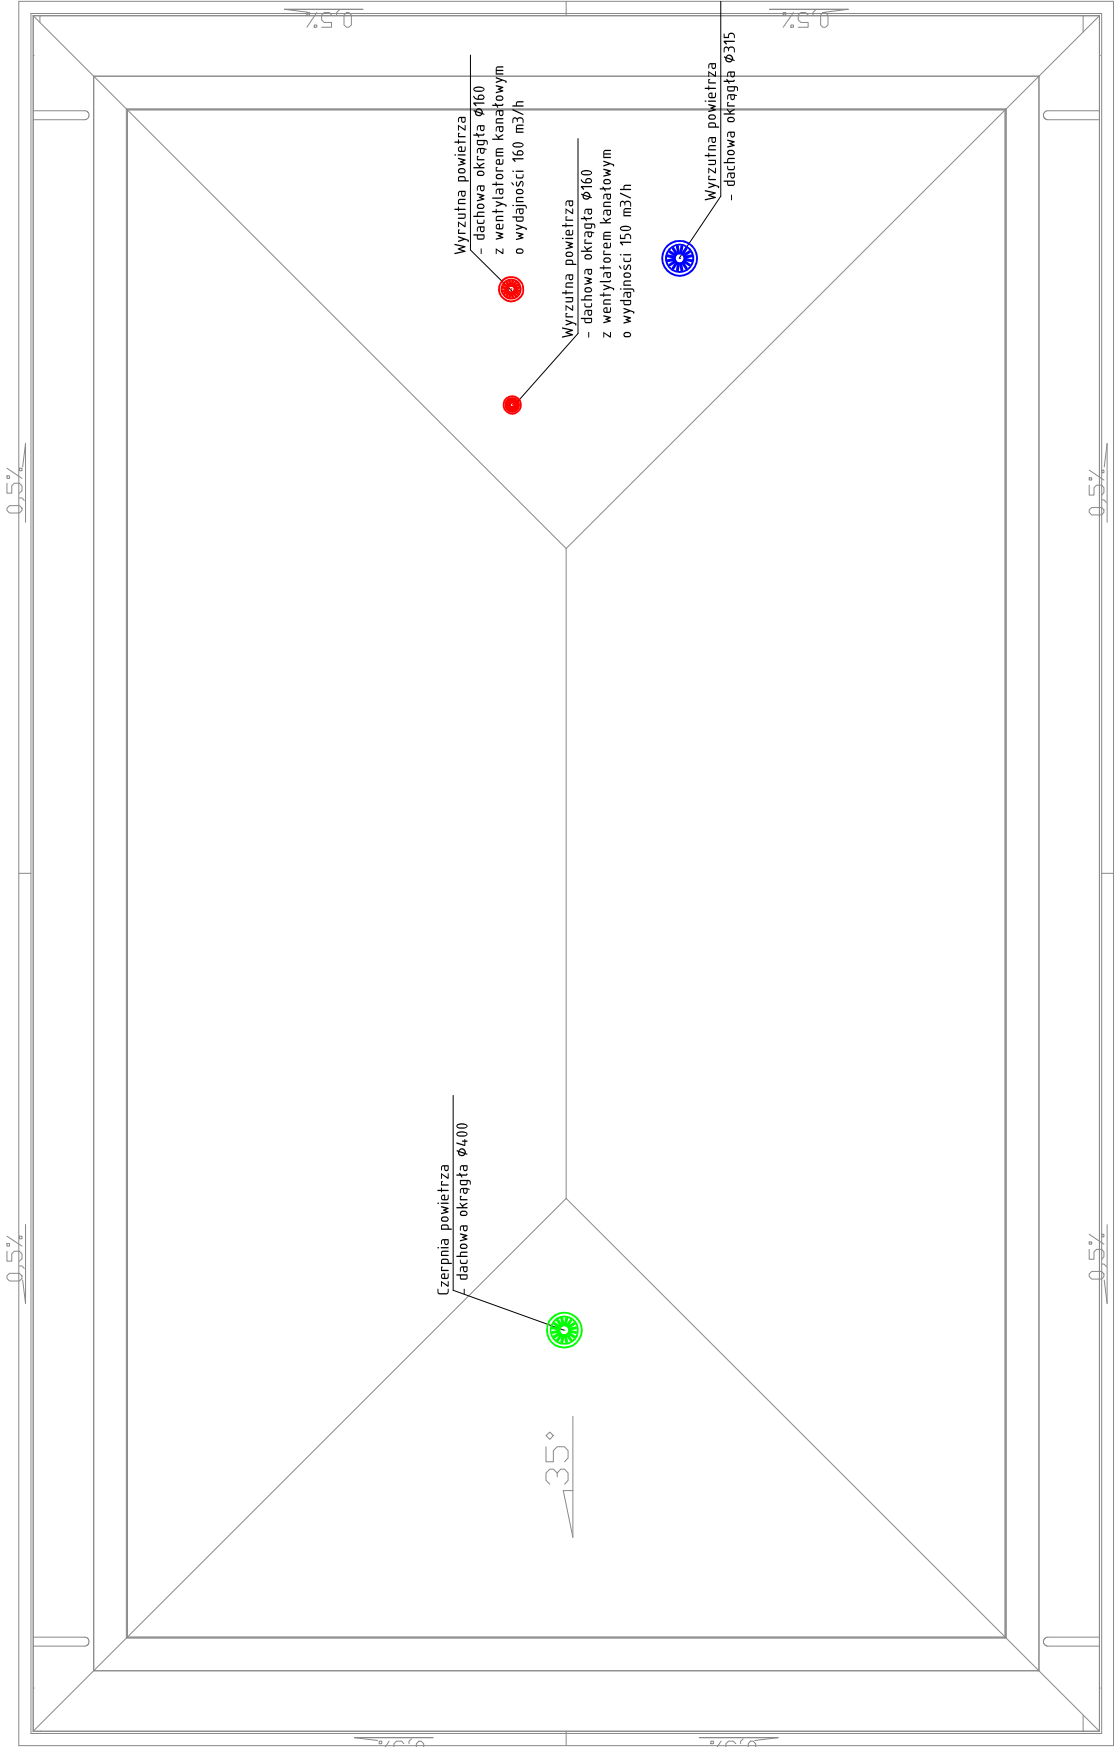 0,5%
0,5%
Wyrzutna powietrza
- dachowa okrągła Ø160
z wentylatorem kanałowym
o wydajności 160 m3/h
Wyrzutna powietrza
- dachowa okrągła Ø160
z wentylatorem kanałowym
o wydajności 150 m3/h
Wyrzutna powietrza
- dachowa okrągła Ø315
0,5%
0,5%
Czerpnia powietrza
- dachowa okrągła Ø400
0,5%
0,5%
35°